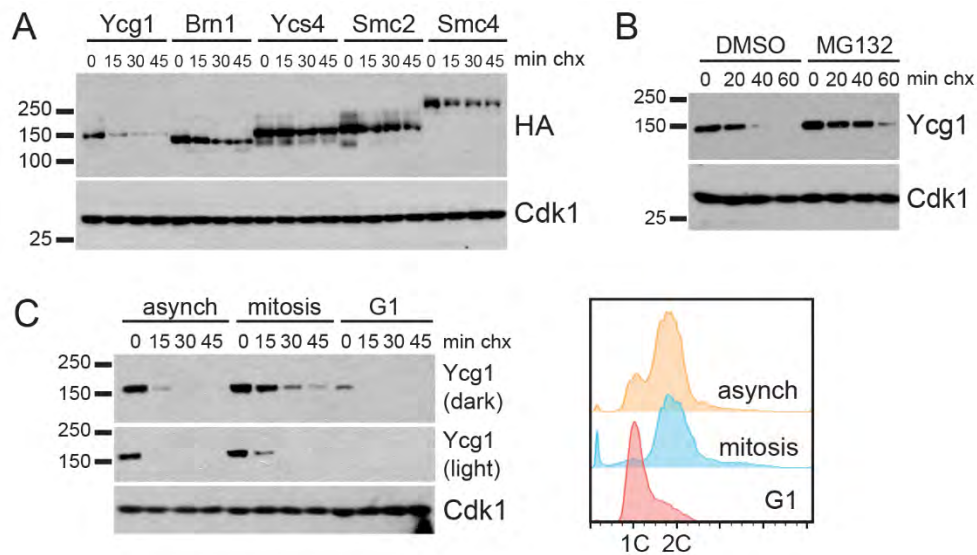 A
Ycg1 Brn1 Ycs4 Smc2 Smc4
0 15 30 45 0 15 30 45 0 15 30 45 0 15 30 45 0 15 30 45 min chx
250
150
100
HA
25
Cdk1
B
DMSO MG132
0 20 40 60 0 20 40 60 min chx
250
150
Ycg1
25
Cdk1
C
asynch mitosis G1
0 15 30 45 0 15 30 45 0 15 30 45 min chx
250
150
Ycg1
(dark)
250
150
Ycg1
(light)
Cdk1
asynch
mitosis
G1
1C 2C